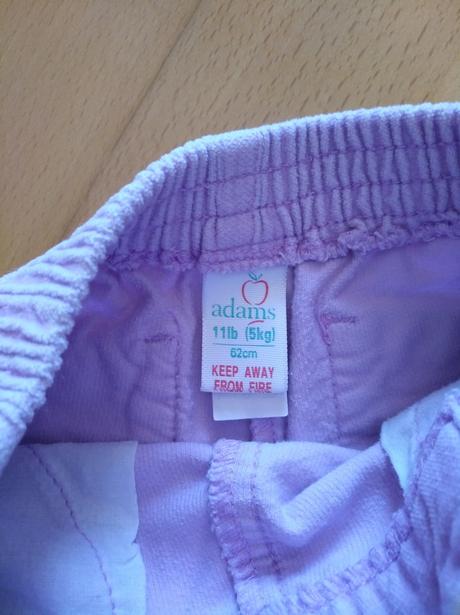 adams
11lb (5kg)
62cm
KEEP AWAY
FROM FIRE